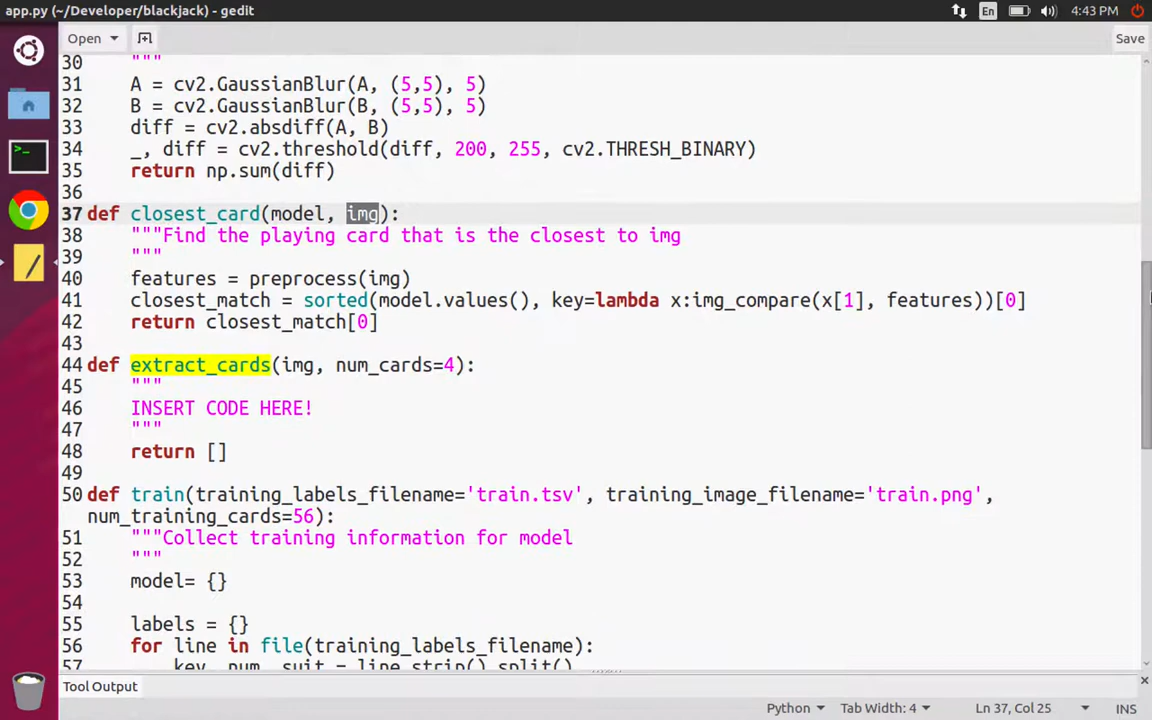 app.py (~/Developer/blackjack) - gedit
En
4:43 PM
Open
Save
30 """
31 A = cv2.GaussianBlur(A, (5,5), 5)
32 B = cv2.GaussianBlur(B, (5,5), 5)
33 diff = cv2.absdiff(A, B)
34 _, diff = cv2.threshold(diff, 200, 255, cv2.THRESH_BINARY)
35 return np.sum(diff)
36
37 def closest_card(model, img):
38 """Find the playing card that is the closest to img
39 """
40 features = preprocess(img)
41 closest_match = sorted(model.values(), key=lambda x:img_compare(x[1], features))[0]
42 return closest_match[0]
43
44 def extract_cards(img, num_cards=4):
45 """
46 INSERT CODE HERE!
47 """
48 return []
49
50 def train(training_labels_filename='train.tsv', training_image_filename='train.png',
num_training_cards=56):
51 """Collect training information for model
52 """
53 model= {}
54
55 labels = {}
56 for line in file(training_labels_filename):
57 key, num, suit = line.strip().split()
Tool Output
Python
Tab Width: 4
Ln 37, Col 25
INS